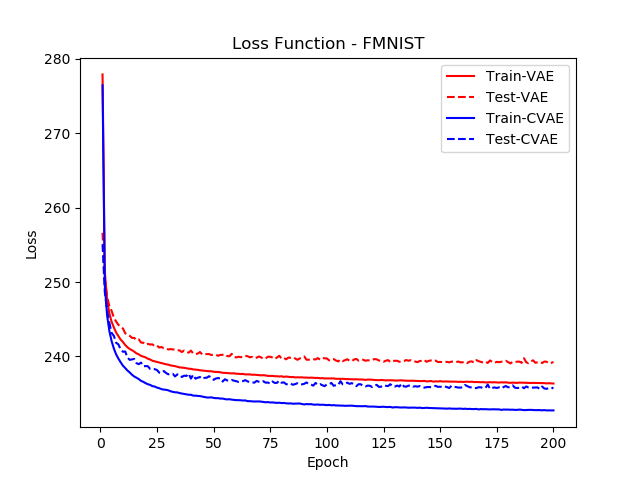 Loss Function - FMNIST
280
270
260
250
240
Loss
Train-VAE
Test-VAE
Train-CVAE
Test-CVAE
0 25 50 75 100 125 150 175 200
Epoch